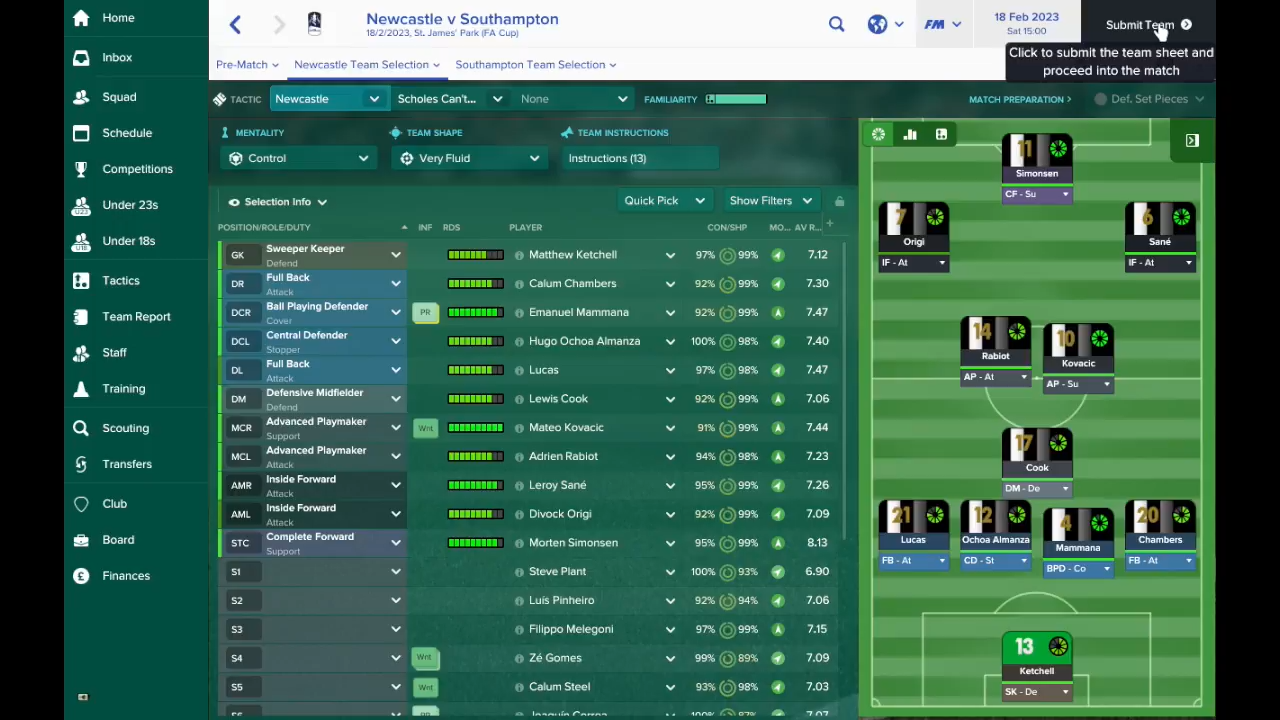 Home
Inbox
Squad
Schedule
Competitions
U23
Under 23s
U18
Under 18s
Tactics
Team Report
Staff
Training
Scouting
Transfers
Club
Board
Finances
Newcastle v Southampton
18/2/2023, St. James' Park (FA Cup)
FM
18 Feb 2023
Sat 15:00
Submit Team
Click to submit the team sheet and
proceed into the match
Pre-Match
Newcastle Team Selection
Southampton Team Selection
TACTIC
Newcastle
Scholes Can't...
None
FAMILIARITY
MATCH PREPARATION >
Def. Set Pieces
MENTALITY
TEAM SHAPE
TEAM INSTRUCTIONS
Control
Very Fluid
Instructions (13)
Selection Info
Quick Pick
Show Filters
POSITION/ROLE/DUTY INF RDS PLAYER CON/SHP MO... AV R...
GK Sweeper Keeper Defend Matthew Ketchell 97% 99% 7.12
DR Full Back Attack Calum Chambers 92% 99% 7.30
DCR Ball Playing Defender Cover PR Emanuel Mammana 92% 99% 7.47
DCL Central Defender Stopper Hugo Ochoa Almanza 100% 98% 7.40
DL Full Back Attack Lucas 97% 98% 7.47
DM Defensive Midfielder Defend Lewis Cook 92% 99% 7.06
MCR Advanced Playmaker Support Wnt Mateo Kovacic 91% 99% 7.44
MCL Advanced Playmaker Attack Adrien Rabiot 94% 98% 7.23
AMR Inside Forward Attack Leroy Sané 95% 99% 7.26
AML Inside Forward Attack Divock Origi 92% 99% 7.09
STC Complete Forward Support Morten Simonsen 95% 99% 8.13
S1 Steve Plant 100% 93% 6.90
S2 Luís Pinheiro 92% 94% 7.06
S3 Filippo Melegoni 97% 99% 7.15
S4 Wnt Zé Gomes 99% 89% 7.09
S5 Wnt Calum Steel 93% 98% 7.03
11
Simonsen
CF - Su
7
Origi
IF - At
6
Sané
IF - At
14
Rabiot
AP - At
10
Kovacic
AP - Su
17
Cook
DM - De
21
Lucas
FB - At
12
Ochoa Almanza
CD - St
4
Mammana
BPD - Co
20
Chambers
FB - At
13
Ketchell
SK - De